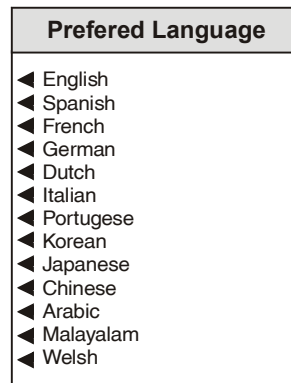 Prefered Language
English
Spanish
French
German
Dutch
Italian
Portugese
Korean
Japanese
Chinese
Arabic
Malayalam
Welsh